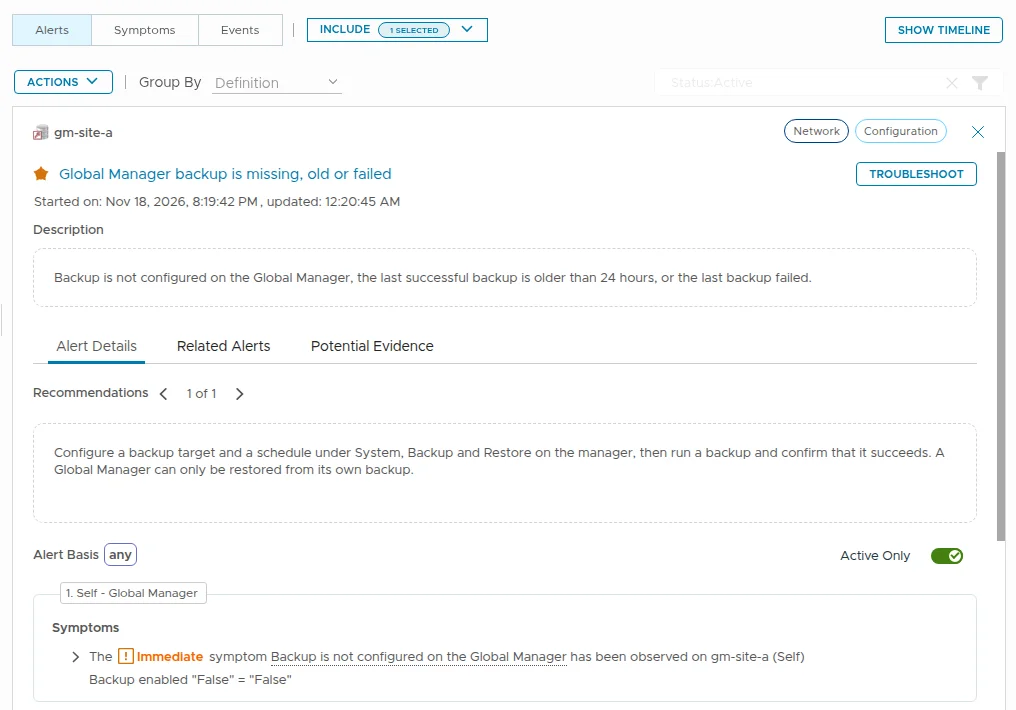 Alerts Symptoms Events INCLUDE 1 SELECTED SHOW TIMELINE
ACTIONS Group By Definition Status:Active
gm-site-a Network Configuration
Global Manager backup is missing, old or failed TROUBLESHOOT
Started on: Nov 18, 2026, 8:19:42 PM , updated: 12:20:45 AM
Description
Backup is not configured on the Global Manager, the last successful backup is older than 24 hours, or the last backup failed.
Alert Details Related Alerts Potential Evidence
Recommendations 1 of 1
Configure a backup target and a schedule under System, Backup and Restore on the manager, then run a backup and confirm that it succeeds. A
Global Manager can only be restored from its own backup.
Alert Basis any Active Only
1. Self - Global Manager
Symptoms
The Immediate symptom Backup is not configured on the Global Manager has been observed on gm-site-a (Self)
Backup enabled "False" = "False"